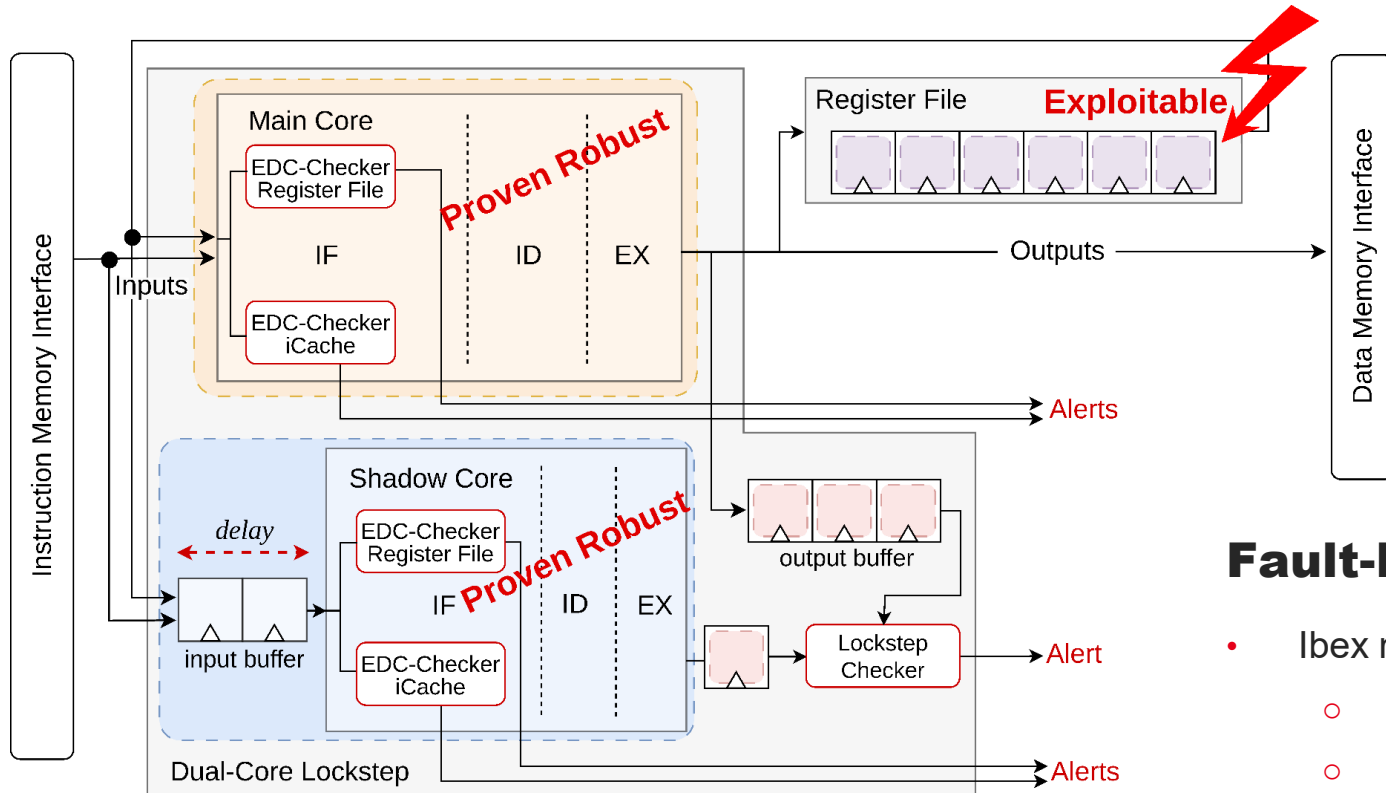 Instruction Memory Interface
Inputs
Main Core
EDC-Checker
Register File
IF
ID
EX
EDC-Checker
iCache
Proven Robust
Register File
Exploitable
Outputs
Data Memory Interface
Alerts
Shadow Core
delay
input buffer
EDC-Checker
Register File
IF
ID
EX
EDC-Checker
iCache
Proven Robust
output buffer
Lockstep
Checker
Alert
Alerts
Dual-Core Lockstep
Fault-
Ibex